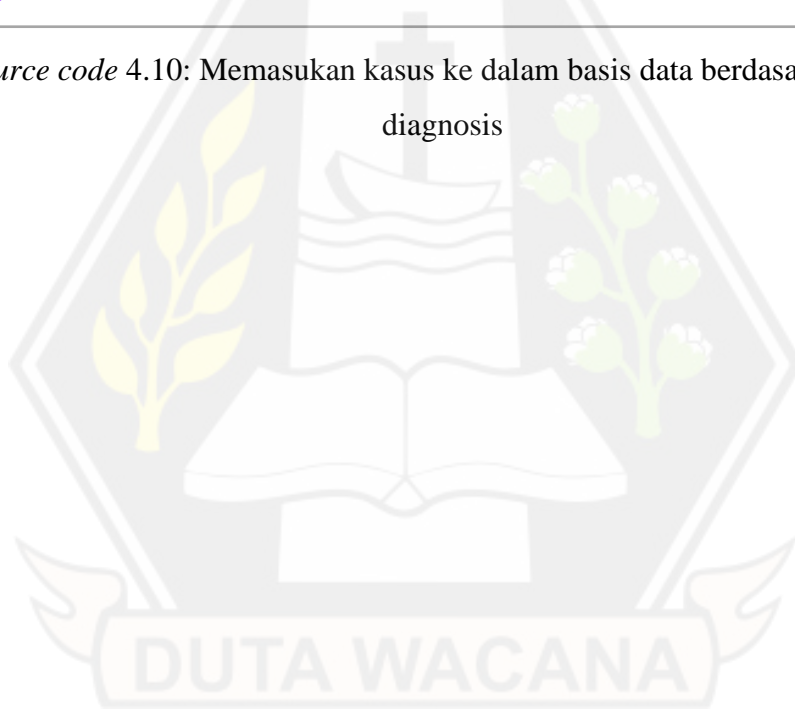 urce code 4.10: Memasukan kasus ke dalam basis data berdasa
diagnosis
DUTA WACANA